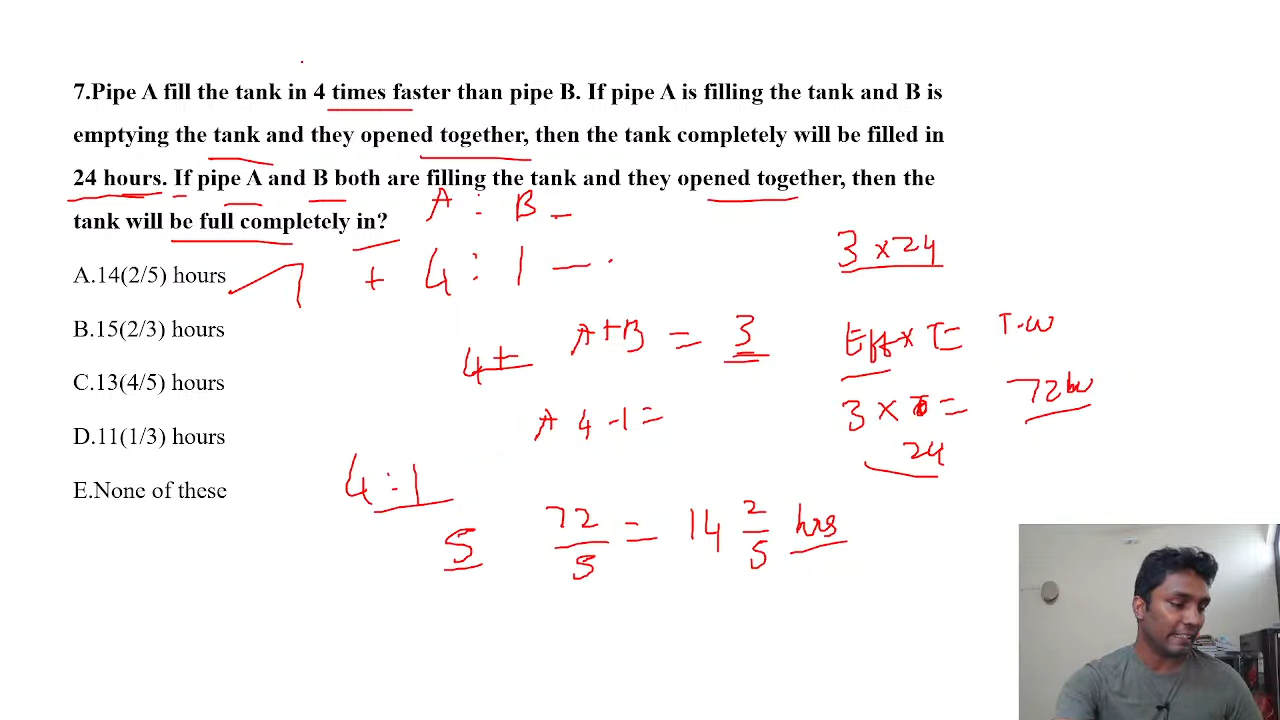 7.Pipe A fill the tank in 4 times faster than pipe B. If pipe A is filling the tank and B is
emptying the tank and they opened together, then the tank completely will be filled in
24 hours. If pipe A and B both are filling the tank and they opened together, then the
tank will be full completely in?
A : B
A.14(2/5) hours
+ 4 : 1 -
3 x 24
B.15(2/3) hours
A+B = 3
Eff x T = T.W
4+
C.13(4/5) hours
3 x = 72
24
A 4 -1 =
D.11(1/3) hours
4 : 1
E.None of these
5
72/5 = 14 2/5 hrs